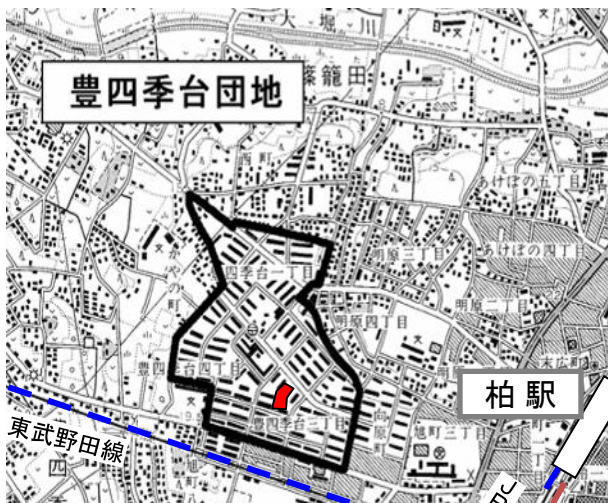 大堀川
篠籠田
豊四季台団地
西町
あけぼの五丁目
かやの町
明原三丁目
あけぼの四丁目
四季台一丁目
明原二丁目
明原四丁目
末広町
豊四季台四丁目
柏駅
豊四季台三丁目
向原町
旭町三丁目
東武野田線